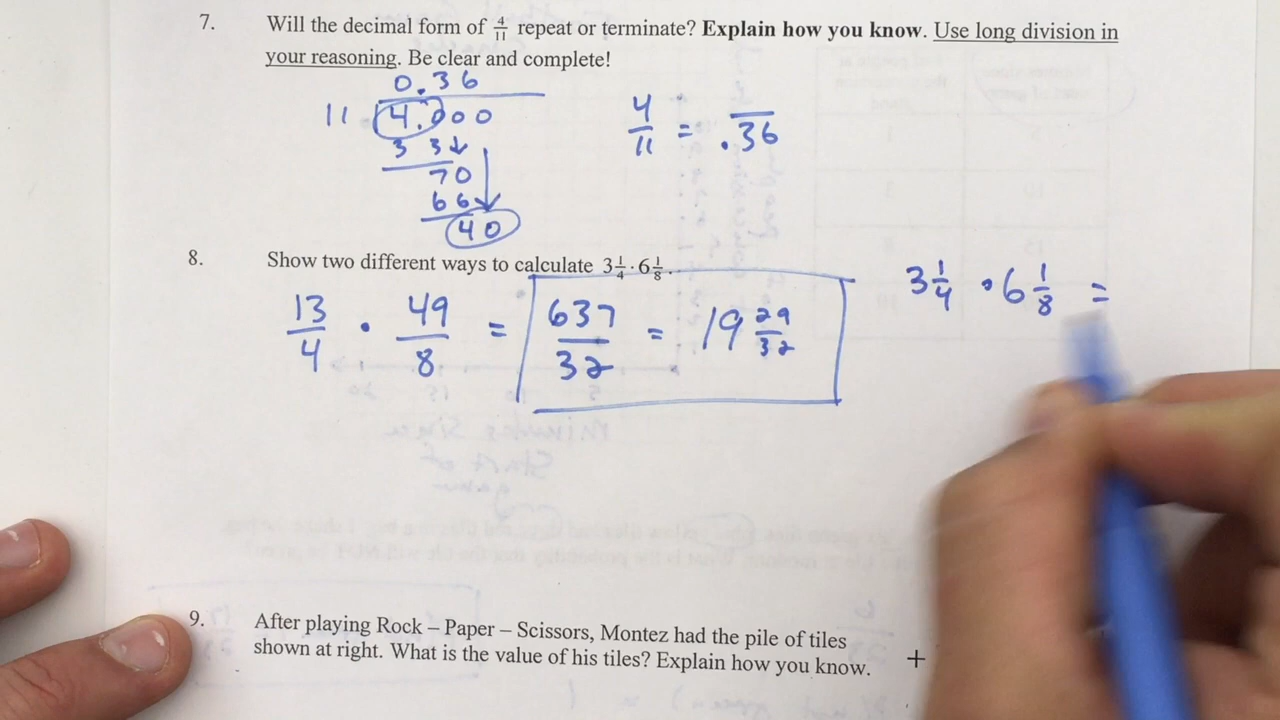 7. Will the decimal form of 4/11 repeat or terminate? Explain how you know. Use long division in
your reasoning. Be clear and complete!
0.36
11 4.000
3 3
70
66
40
4/11 = .3̅6̅
8. Show two different ways to calculate 3 1/4 · 6 1/8.
13/4 · 49/8 = 637/32 = 19 29/32
3 1/4 · 6 1/8 =
9. After playing Rock – Paper – Scissors, Montez had the pile of tiles
shown at right. What is the value of his tiles? Explain how you know.
+